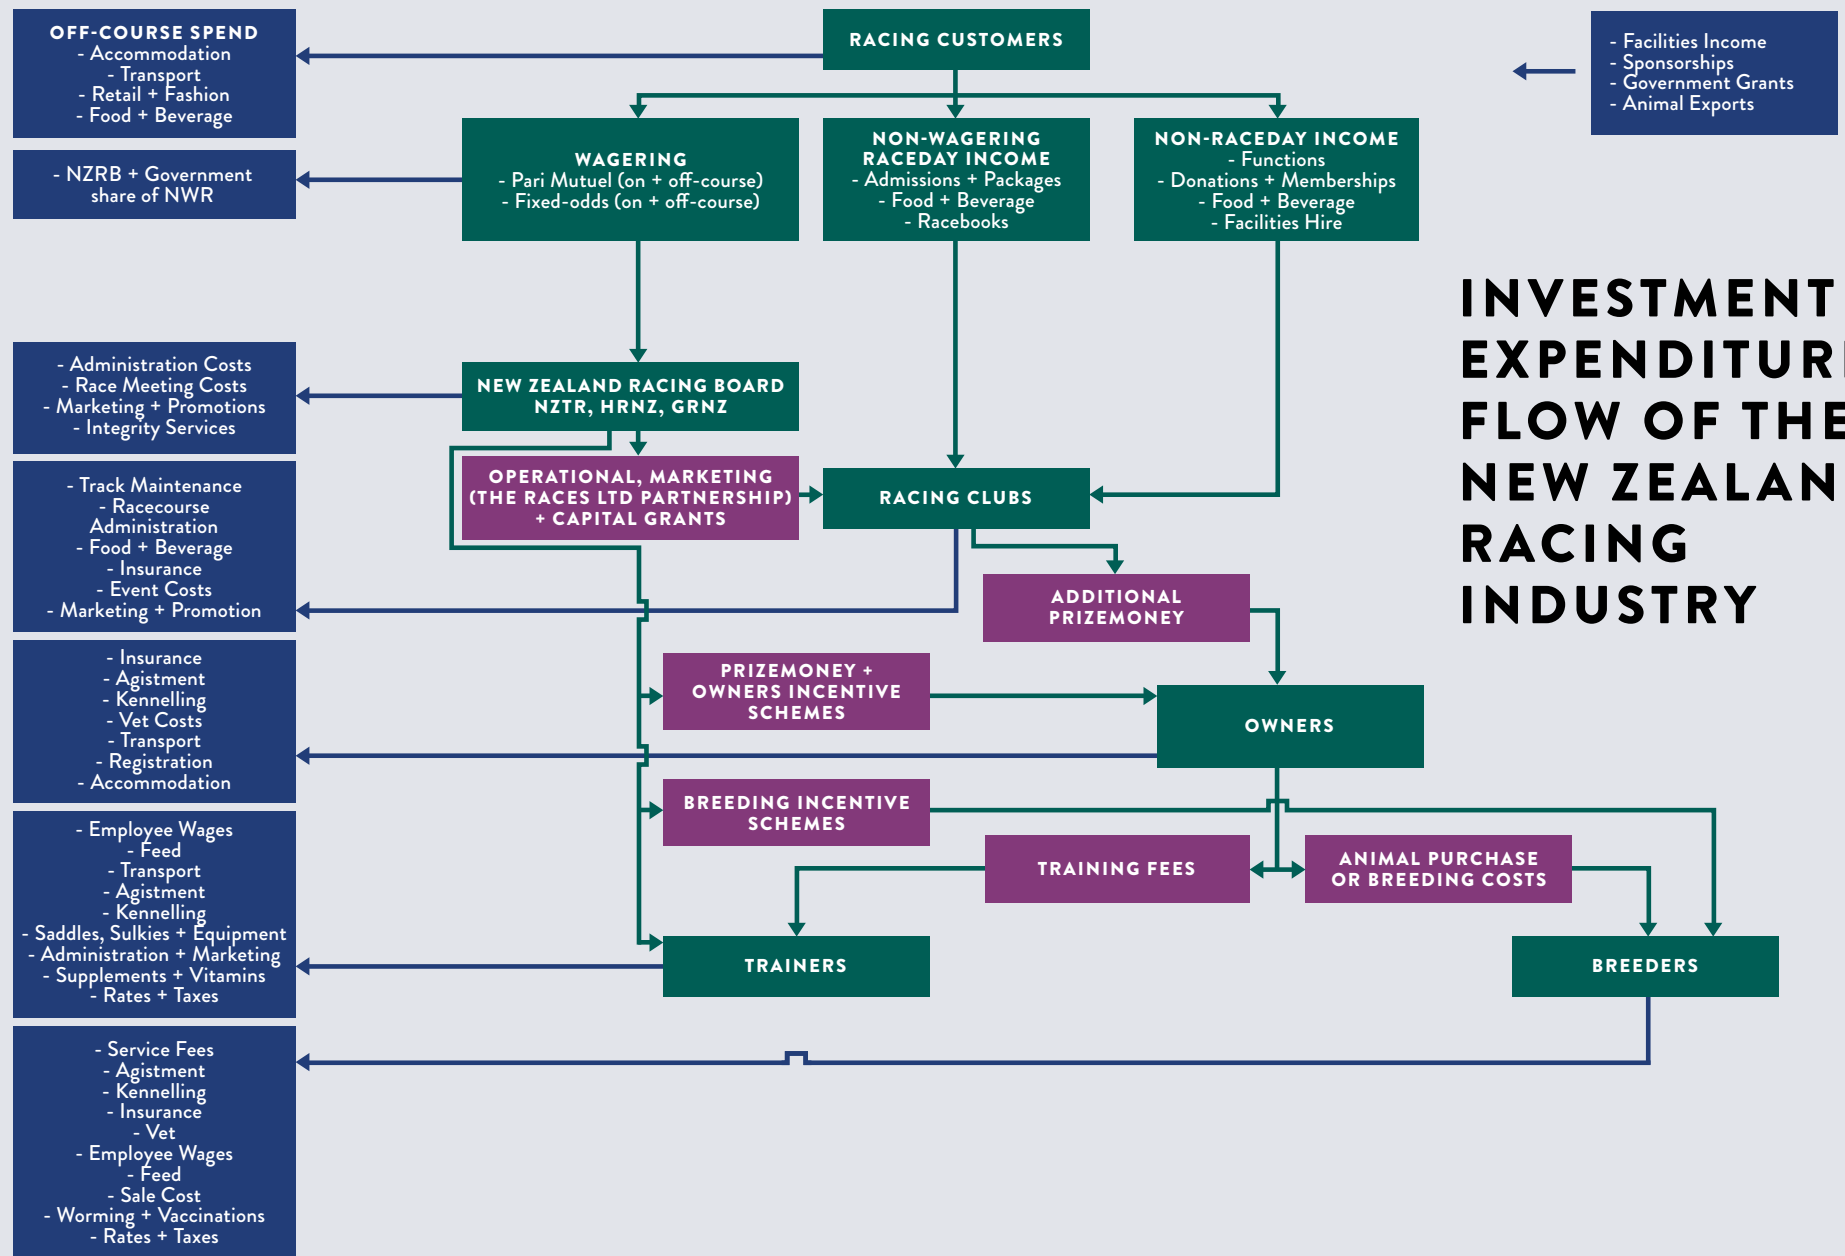 OFF-COURSE SPEND
- Accommodation
- Transport
- Retail + Fashion
- Food + Beverage
RACING CUSTOMERS
- Facilities Income
- Sponsorships
- Government Grants
- Animal Exports
- NZRB + Government
share of NWR
WAGERING
- Pari Mutuel (on + off-course)
- Fixed-odds (on + off-course)
NON-WAGERING
RACEDAY INCOME
- Admissions + Packages
- Food + Beverage
- Racebooks
NON-RACEDAY INCOME
- Functions
- Donations + Memberships
- Food + Beverage
- Facilities Hire
INVESTMENT
EXPENDITUR
FLOW OF THE
NEW ZEALAN
RACING
INDUSTRY
- Administration Costs
- Race Meeting Costs
- Marketing + Promotions
- Integrity Services
NEW ZEALAND RACING BOARD
NZTR, HRNZ, GRNZ
- Track Maintenance
- Racecourse
Administration
- Food + Beverage
- Insurance
- Event Costs
- Marketing + Promotion
OPERATIONAL, MARKETING
(THE RACES LTD PARTNERSHIP)
+ CAPITAL GRANTS
RACING CLUBS
ADDITIONAL
PRIZEMONEY
- Insurance
- Agistment
- Kennelling
- Vet Costs
- Transport
- Registration
- Accommodation
PRIZEMONEY +
OWNERS INCENTIVE
SCHEMES
OWNERS
BREEDING INCENTIVE
SCHEMES
- Employee Wages
- Feed
- Transport
- Agistment
- Kennelling
- Saddles, Sulkies + Equipment
- Administration + Marketing
- Supplements + Vitamins
- Rates + Taxes
TRAINING FEES
ANIMAL PURCHASE
OR BREEDING COSTS
TRAINERS
BREEDERS
- Service Fees
- Agistment
- Kennelling
- Insurance
- Vet
- Employee Wages
- Feed
- Sale Cost
- Worming + Vaccinations
- Rates + Taxes